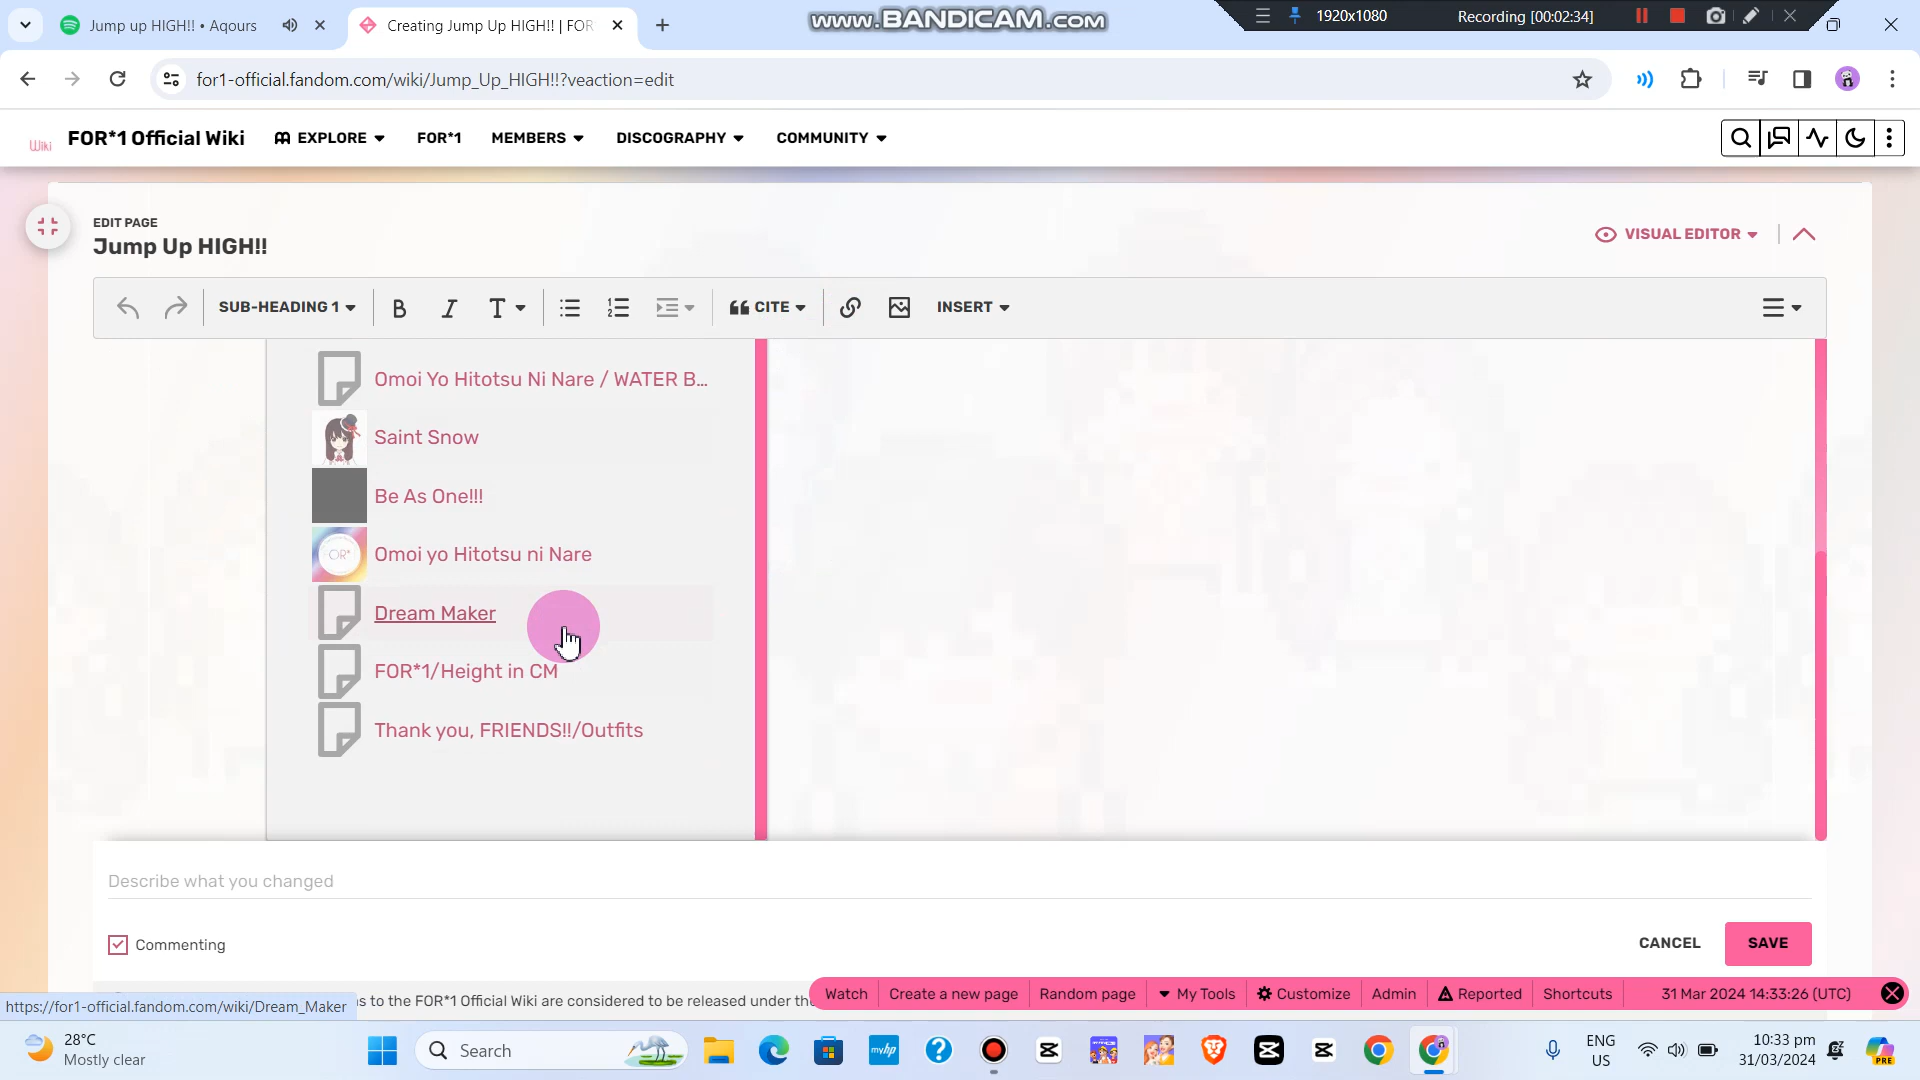 Jump up HIGH!! • Aqours
Creating Jump Up HIGH!! | FOR
www.BANDICAM.com
1920x1080
Recording [00:02:34]
for1-official.fandom.com/wiki/Jump_Up_HIGH!!?veaction=edit
Wiki
FOR*1 Official Wiki
EXPLORE
FOR*1
MEMBERS
DISCOGRAPHY
COMMUNITY
EDIT PAGE
Jump Up HIGH!!
VISUAL EDITOR
SUB-HEADING 1
CITE
INSERT
Omoi Yo Hitotsu Ni Nare / WATER B...
Saint Snow
Be As One!!!
Omoi yo Hitotsu ni Nare
Dream Maker
FOR*1/Height in CM
Thank you, FRIENDS!!/Outfits
Describe what you changed
Commenting
CANCEL
SAVE
https://for1-official.fandom.com/wiki/Dream_Maker
s to the FOR*1 Official Wiki are considered to be released under the
Watch
Create a new page
Random page
My Tools
Customize
Admin
Reported
Shortcuts
31 Mar 2024 14:33:26 (UTC)
28°C
Mostly clear
Search
ENG
US
10:33 pm
31/03/2024